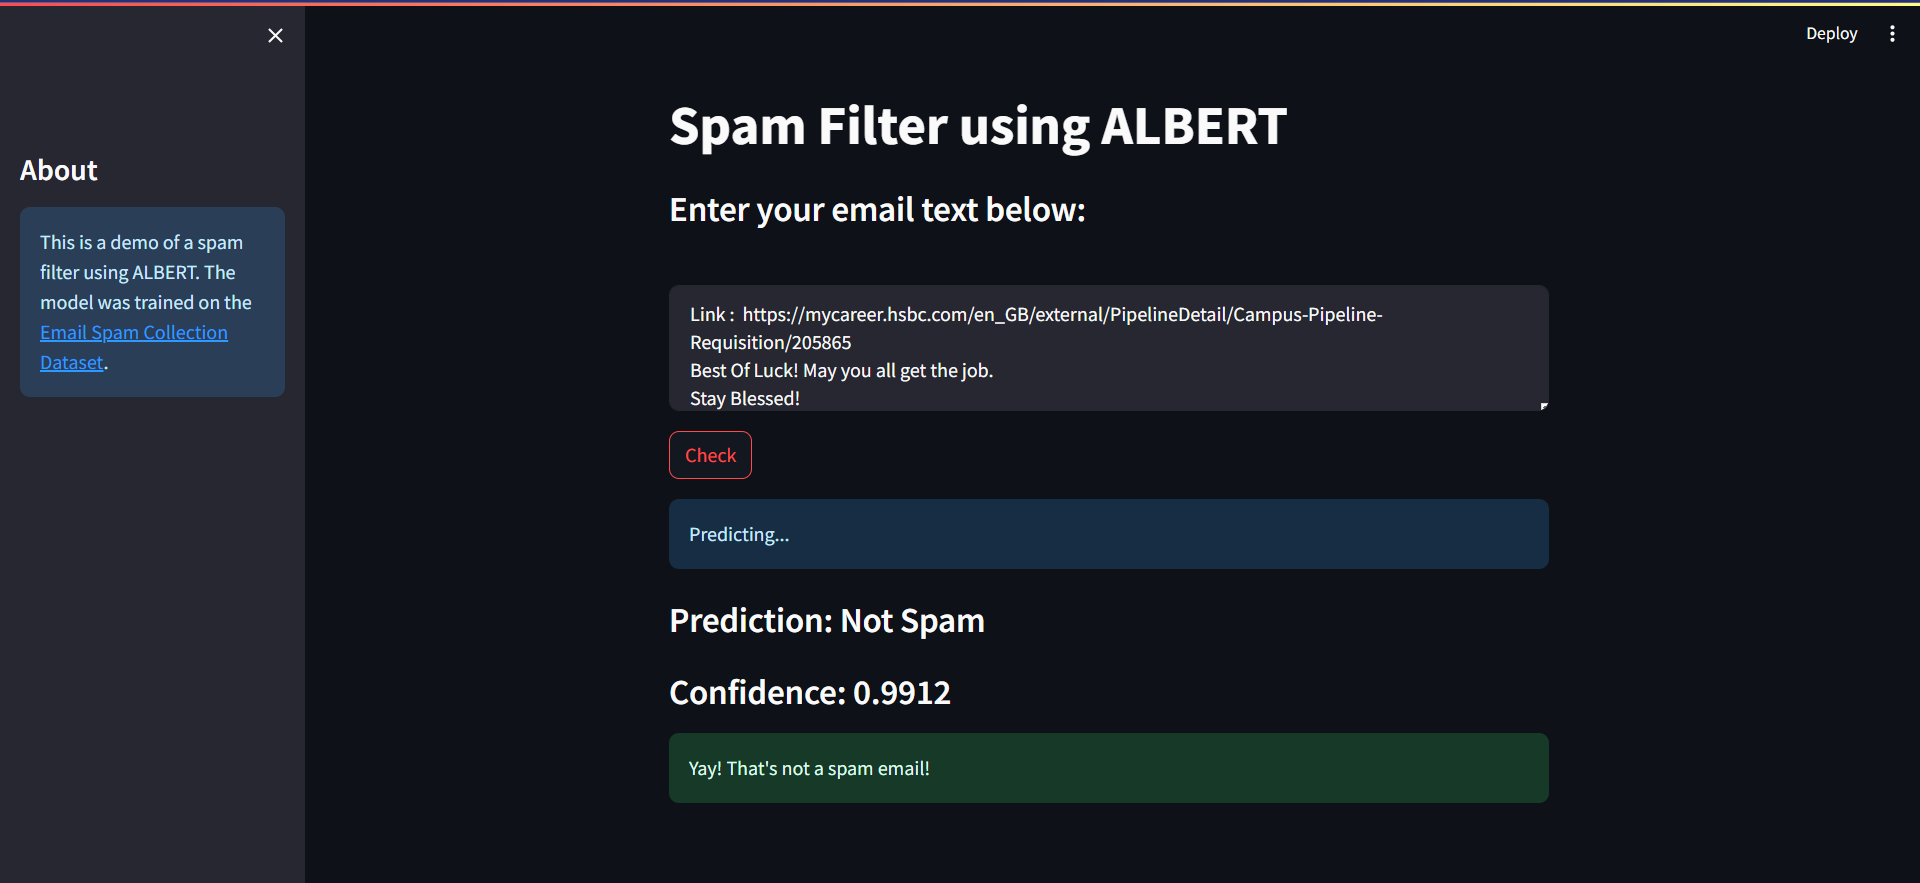 Deploy
About
This is a demo of a spam
filter using ALBERT. The
model was trained on the
Email Spam Collection
Dataset.
Spam Filter using ALBERT
Enter your email text below:
Link :  https://mycareer.hsbc.com/en_GB/external/PipelineDetail/Campus-Pipeline-
Requisition/205865
Best Of Luck! May you all get the job.
Stay Blessed!
Check
Predicting...
Prediction: Not Spam
Confidence: 0.9912
Yay! That's not a spam email!